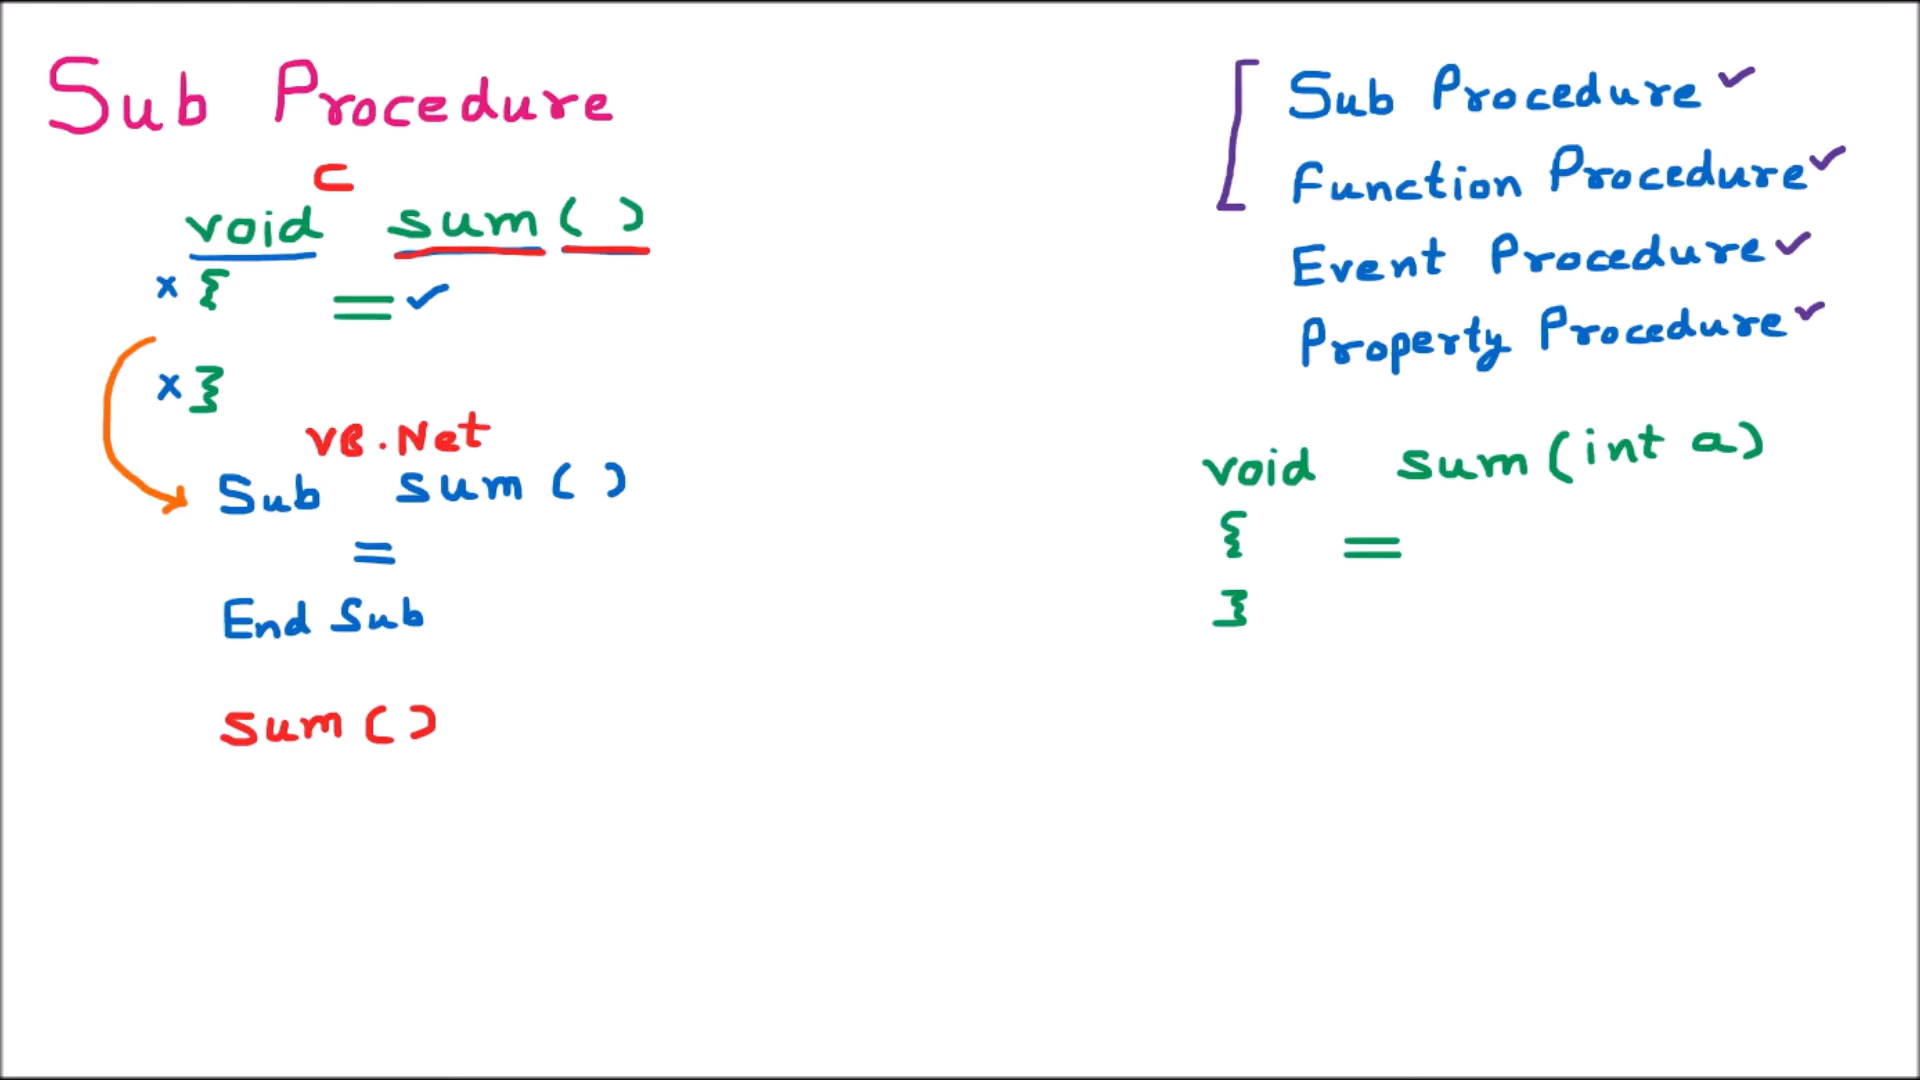 Sub Procedure
C
void sum ( )
x { = ✓
x }
VB.Net
Sub sum ( )
=
End Sub
sum ( )
Sub Procedure ✓
Function Procedure ✓
Event Procedure ✓
Property Procedure ✓
void sum (int a)
{ =
}